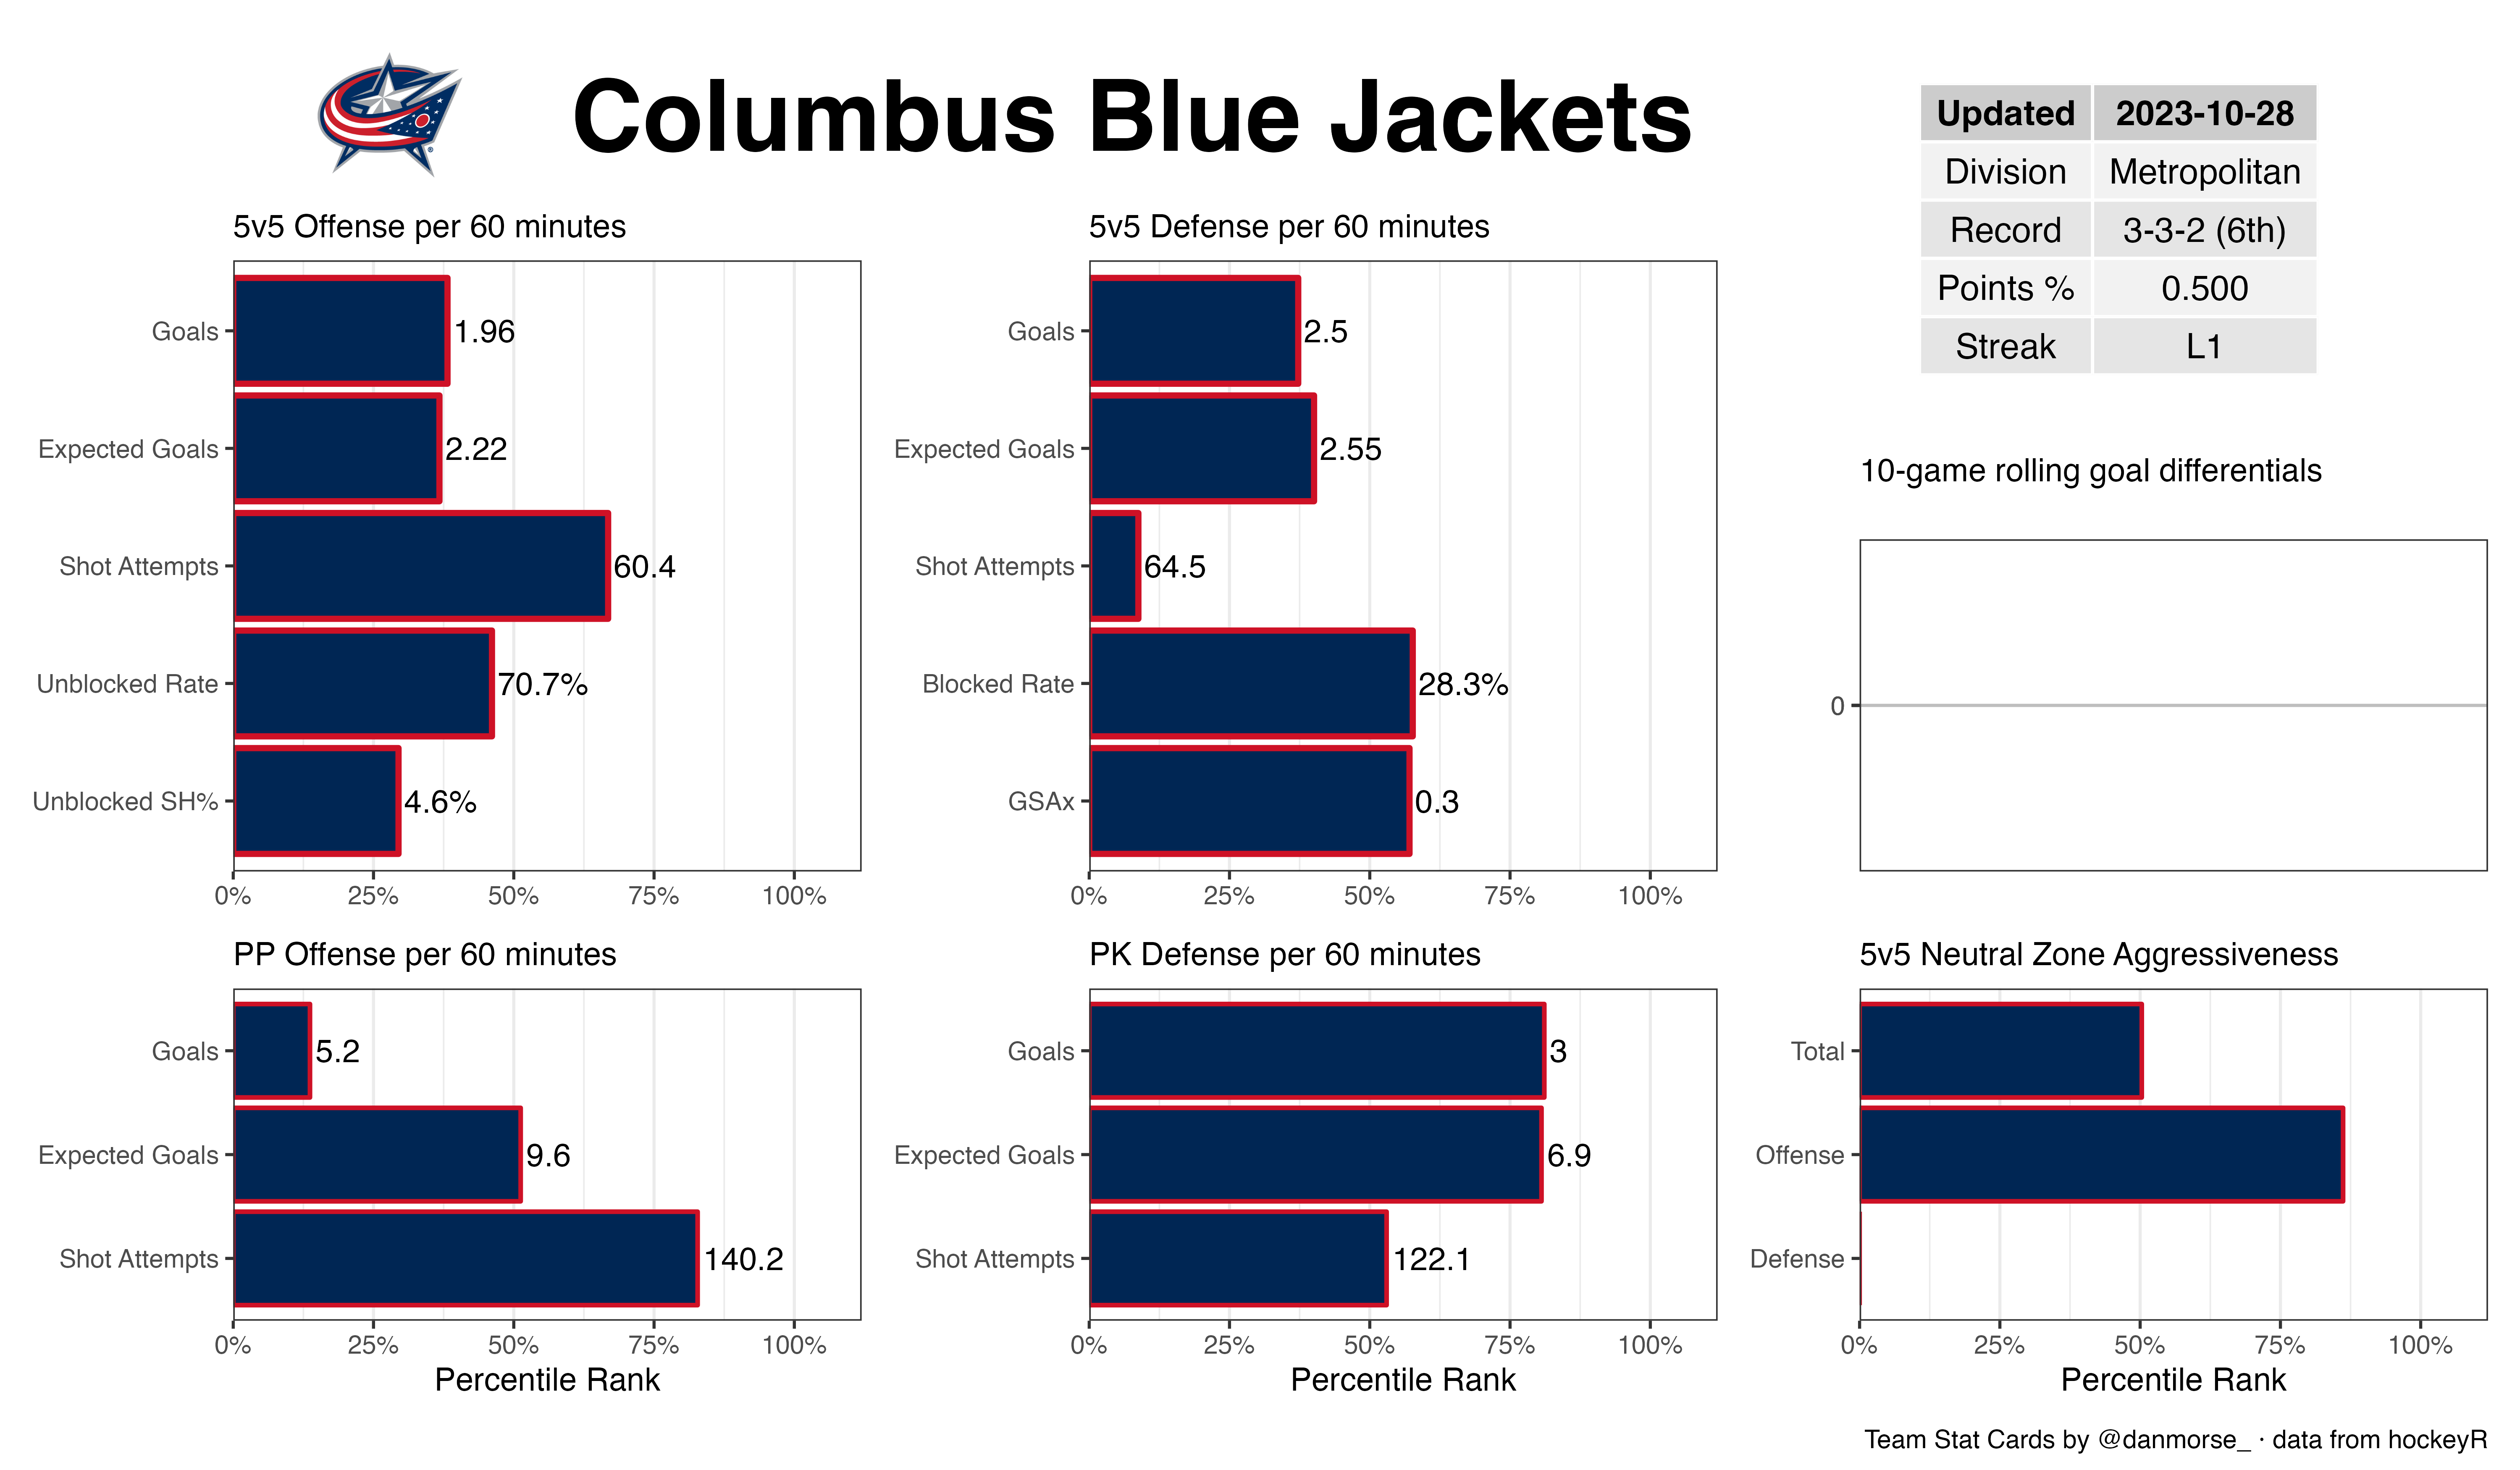 Columbus Blue Jackets
Updated 2023-10-28
Division Metropolitan
Record 3-3-2 (6th)
Points % 0.500
Streak L1
5v5 Offense per 60 minutes
Goals 1.96
Expected Goals 2.22
Shot Attempts 60.4
Unblocked Rate 70.7%
Unblocked SH% 4.6%
0% 25% 50% 75% 100%
5v5 Defense per 60 minutes
Goals 2.5
Expected Goals 2.55
Shot Attempts 64.5
Blocked Rate 28.3%
GSAx 0.3
0% 25% 50% 75% 100%
10-game rolling goal differentials
0
PP Offense per 60 minutes
Goals 5.2
Expected Goals 9.6
Shot Attempts 140.2
0% 25% 50% 75% 100%
Percentile Rank
PK Defense per 60 minutes
Goals 3
Expected Goals 6.9
Shot Attempts 122.1
0% 25% 50% 75% 100%
Percentile Rank
5v5 Neutral Zone Aggressiveness
Total
Offense
Defense
0% 25% 50% 75% 100%
Percentile Rank
Team Stat Cards by @danmorse_ · data from hockeyR